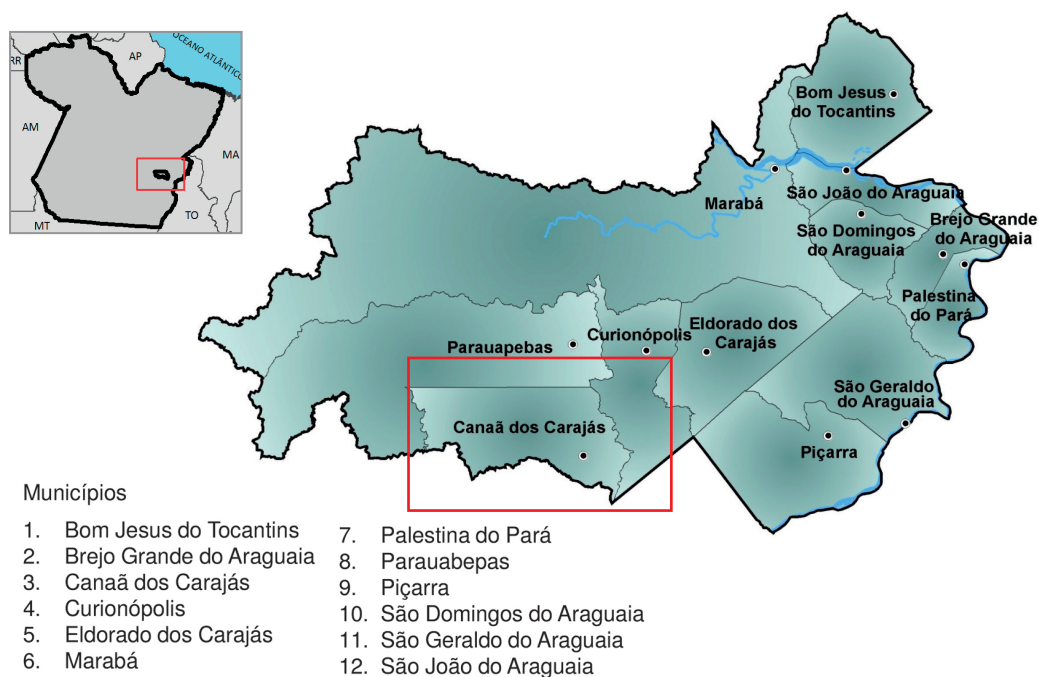 OCEANO ATLÂNTICO
RR
AP
AM
MA
TO
MT
Bom Jesus
do Tocantins
Marabá
São João do Araguaia
São Domingos
do Araguaia
Brejo Grande
do Araguaia
Palestina
do Pará
Eldorado dos
Carajás
Curionópolis
Parauapebas
São Geraldo
do Araguaia
Canaã dos Carajás
Piçarra
Municípios
1. Bom Jesus do Tocantins
2. Brejo Grande do Araguaia
3. Canaã dos Carajás
4. Curionópolis
5. Eldorado dos Carajás
6. Marabá
7. Palestina do Pará
8. Parauabepas
9. Piçarra
10. São Domingos do Araguaia
11. São Geraldo do Araguaia
12. São João do Araguaia